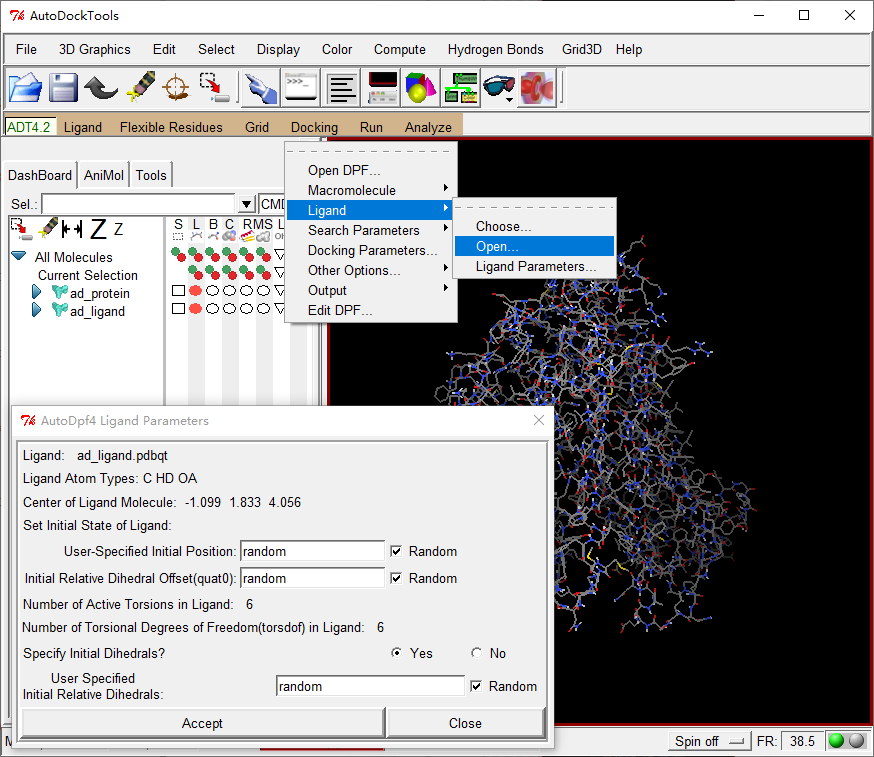 AutoDockTools
File 3D Graphics Edit Select Display Color Compute Hydrogen Bonds Grid3D Help
ADT4.2 Ligand Flexible Residues Grid Docking Run Analyze
Open DPF...
DashBoard AniMol Tools
Macromolecule
Sel.: CMD
Ligand
S L B C R MS L
Choose...
Search Parameters
Z Z
Open...
Docking Parameters...
All Molecules
Ligand Parameters...
Current Selection
Other Options...
ad_protein
Output
ad_ligand
Edit DPF...
AutoDpf4 Ligand Parameters
Ligand: ad_ligand.pdbqt
Ligand Atom Types: C HD OA
Center of Ligand Molecule: -1.099 1.833 4.056
Set Initial State of Ligand:
User-Specified Initial Position: random Random
Initial Relative Dihedral Offset(quat0): random Random
Number of Active Torsions in Ligand: 6
Number of Torsional Degrees of Freedom(torsdof) in Ligand: 6
Specify Initial Dihedrals? Yes No
User Specified
Initial Relative Dihedrals: random Random
Accept Close
Spin off FR: 38.5